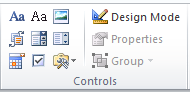 Aa Aa Design Mode
Properties
Group
Controls